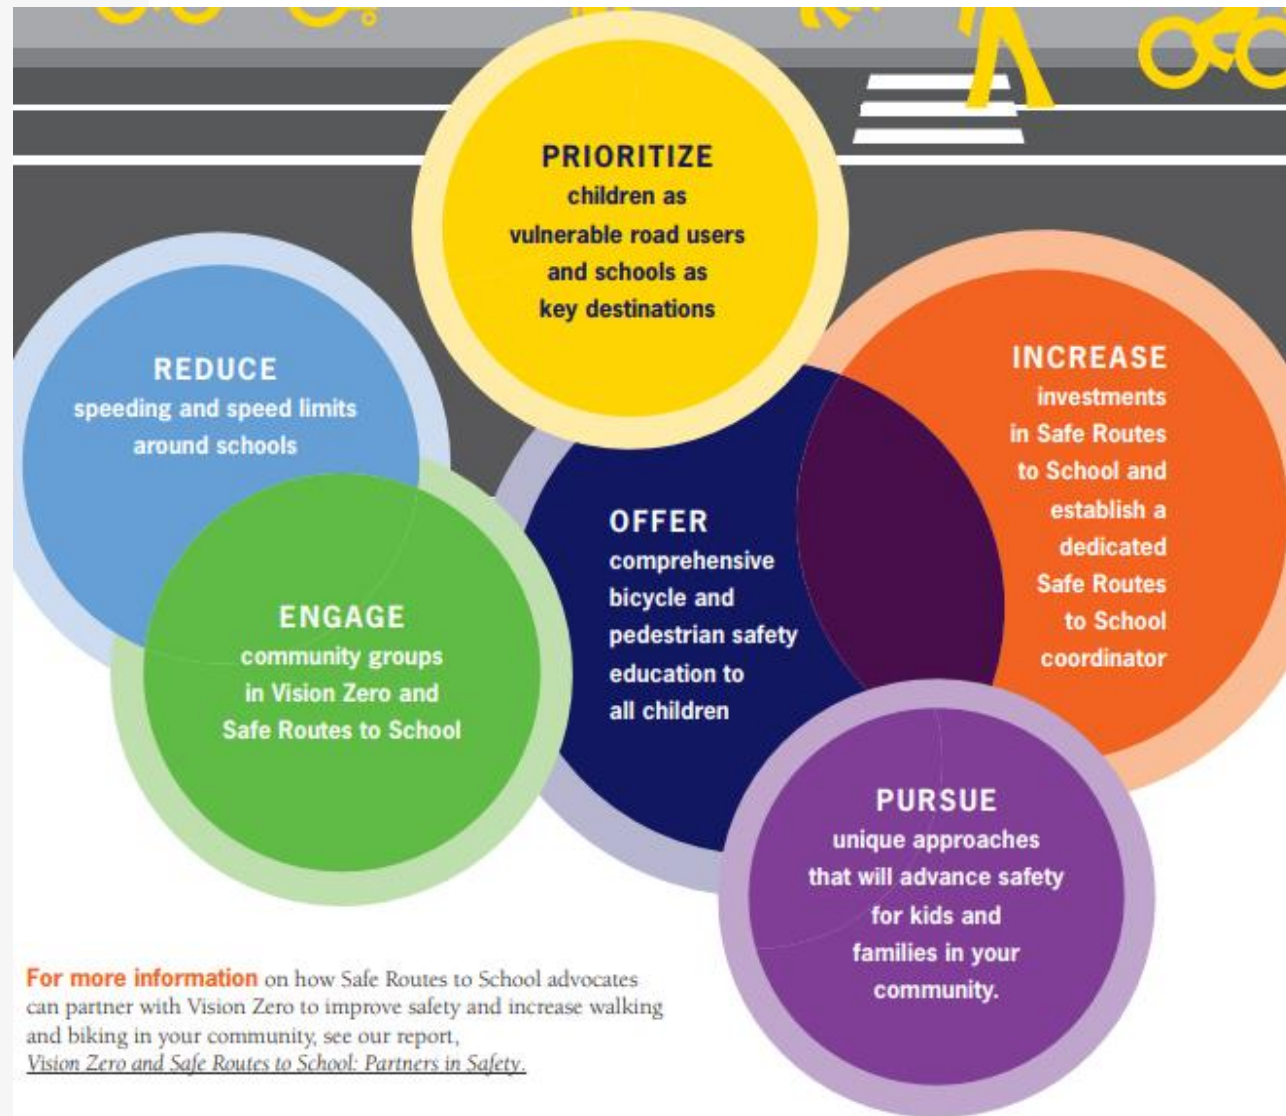 PRIORITIZE
children as
vulnerable road users
and schools as
key destinations
REDUCE
speeding and speed limits
around schools
INCREASE
investments
in Safe Routes
to School and
establish a
dedicated
Safe Routes
to School
coordinator
OFFER
comprehensive
bicycle and
pedestrian safety
education to
all children
ENGAGE
community groups
in Vision Zero and
Safe Routes to School
PURSUE
unique approaches
that will advance safety
for kids and
families in your
community.
For more information on how Safe Routes to School advocates
can partner with Vision Zero to improve safety and increase walking
and biking in your community, see our report,
Vision Zero and Safe Routes to School: Partners in Safety.